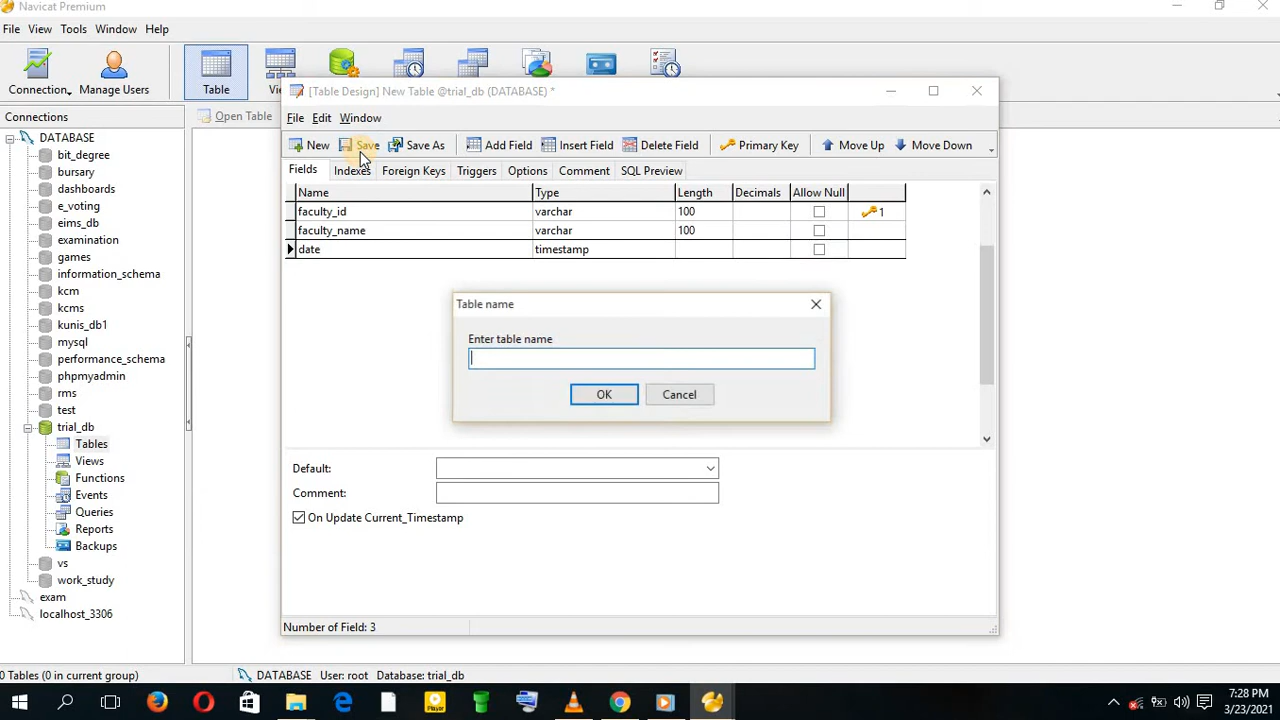 Navicat Premium
File View Tools Window Help
Connection Manage Users Table
Connections
Open Table
DATABASE
bit_degree
bursary
dashboards
e_voting
eims_db
examination
games
information_schema
kcm
kcms
kunis_db1
mysql
performance_schema
phpmyadmin
rms
test
trial_db
Tables
Views
Functions
Events
Queries
Reports
Backups
vs
work_study
exam
localhost_3306
[Table Design] New Table @trial_db (DATABASE) *
File Edit Window
New Save Save As Add Field Insert Field Delete Field Primary Key Move Up Move Down
Fields Indexes Foreign Keys Triggers Options Comment SQL Preview
Name Type Length Decimals Allow Null
faculty_id varchar 100 1
faculty_name varchar 100
date timestamp
Table name
Enter table name
OK Cancel
Default:
Comment:
On Update Current_Timestamp
Number of Field: 3
0 Tables (0 in current group) DATABASE User: root Database: trial_db
Player
7:28 PM
3/23/2021